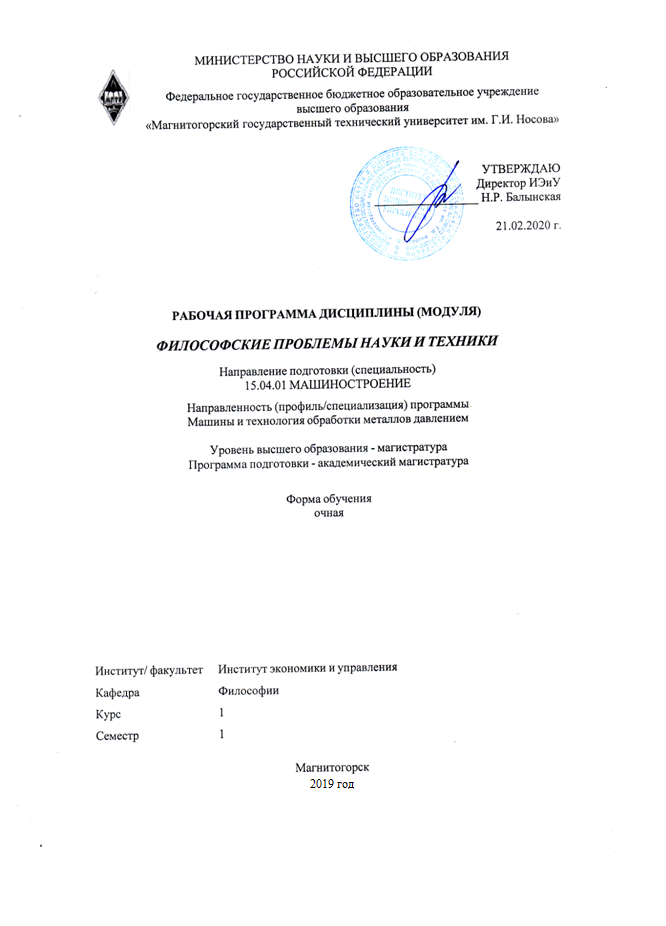 МИНИСТЕРСТВО НАУКИ И ВЫСШЕГО ОБРАЗОВАНИЯ
РОССИЙСКОЙ ФЕДЕРАЦИИ
Федеральное государственное бюджетное образовательное учреждение
высшего образования
«Магнитогорский государственный технический университет им. Г.И. Носова»
УТВЕРЖДАЮ
Директор ИЭиУ
Н.Р. Балынская
21.02.2020 г.
РАБОЧАЯ ПРОГРАММА ДИСЦИПЛИНЫ (МОДУЛЯ)
ФИЛОСОФСКИЕ ПРОБЛЕМЫ НАУКИ И ТЕХНИКИ
Направление подготовки (специальность)
15.04.01 МАШИНОСТРОЕНИЕ
Направленность (профиль/специализация) программы
Машины и технология обработки металлов давлением
Уровень высшего образования - магистратура
Программа подготовки - академический магистратура
Форма обучения
очная
Институт/ факультет Институт экономики и управления
Кафедра Философии
Курс 1
Семестр 1
Магнитогорск
2019 год